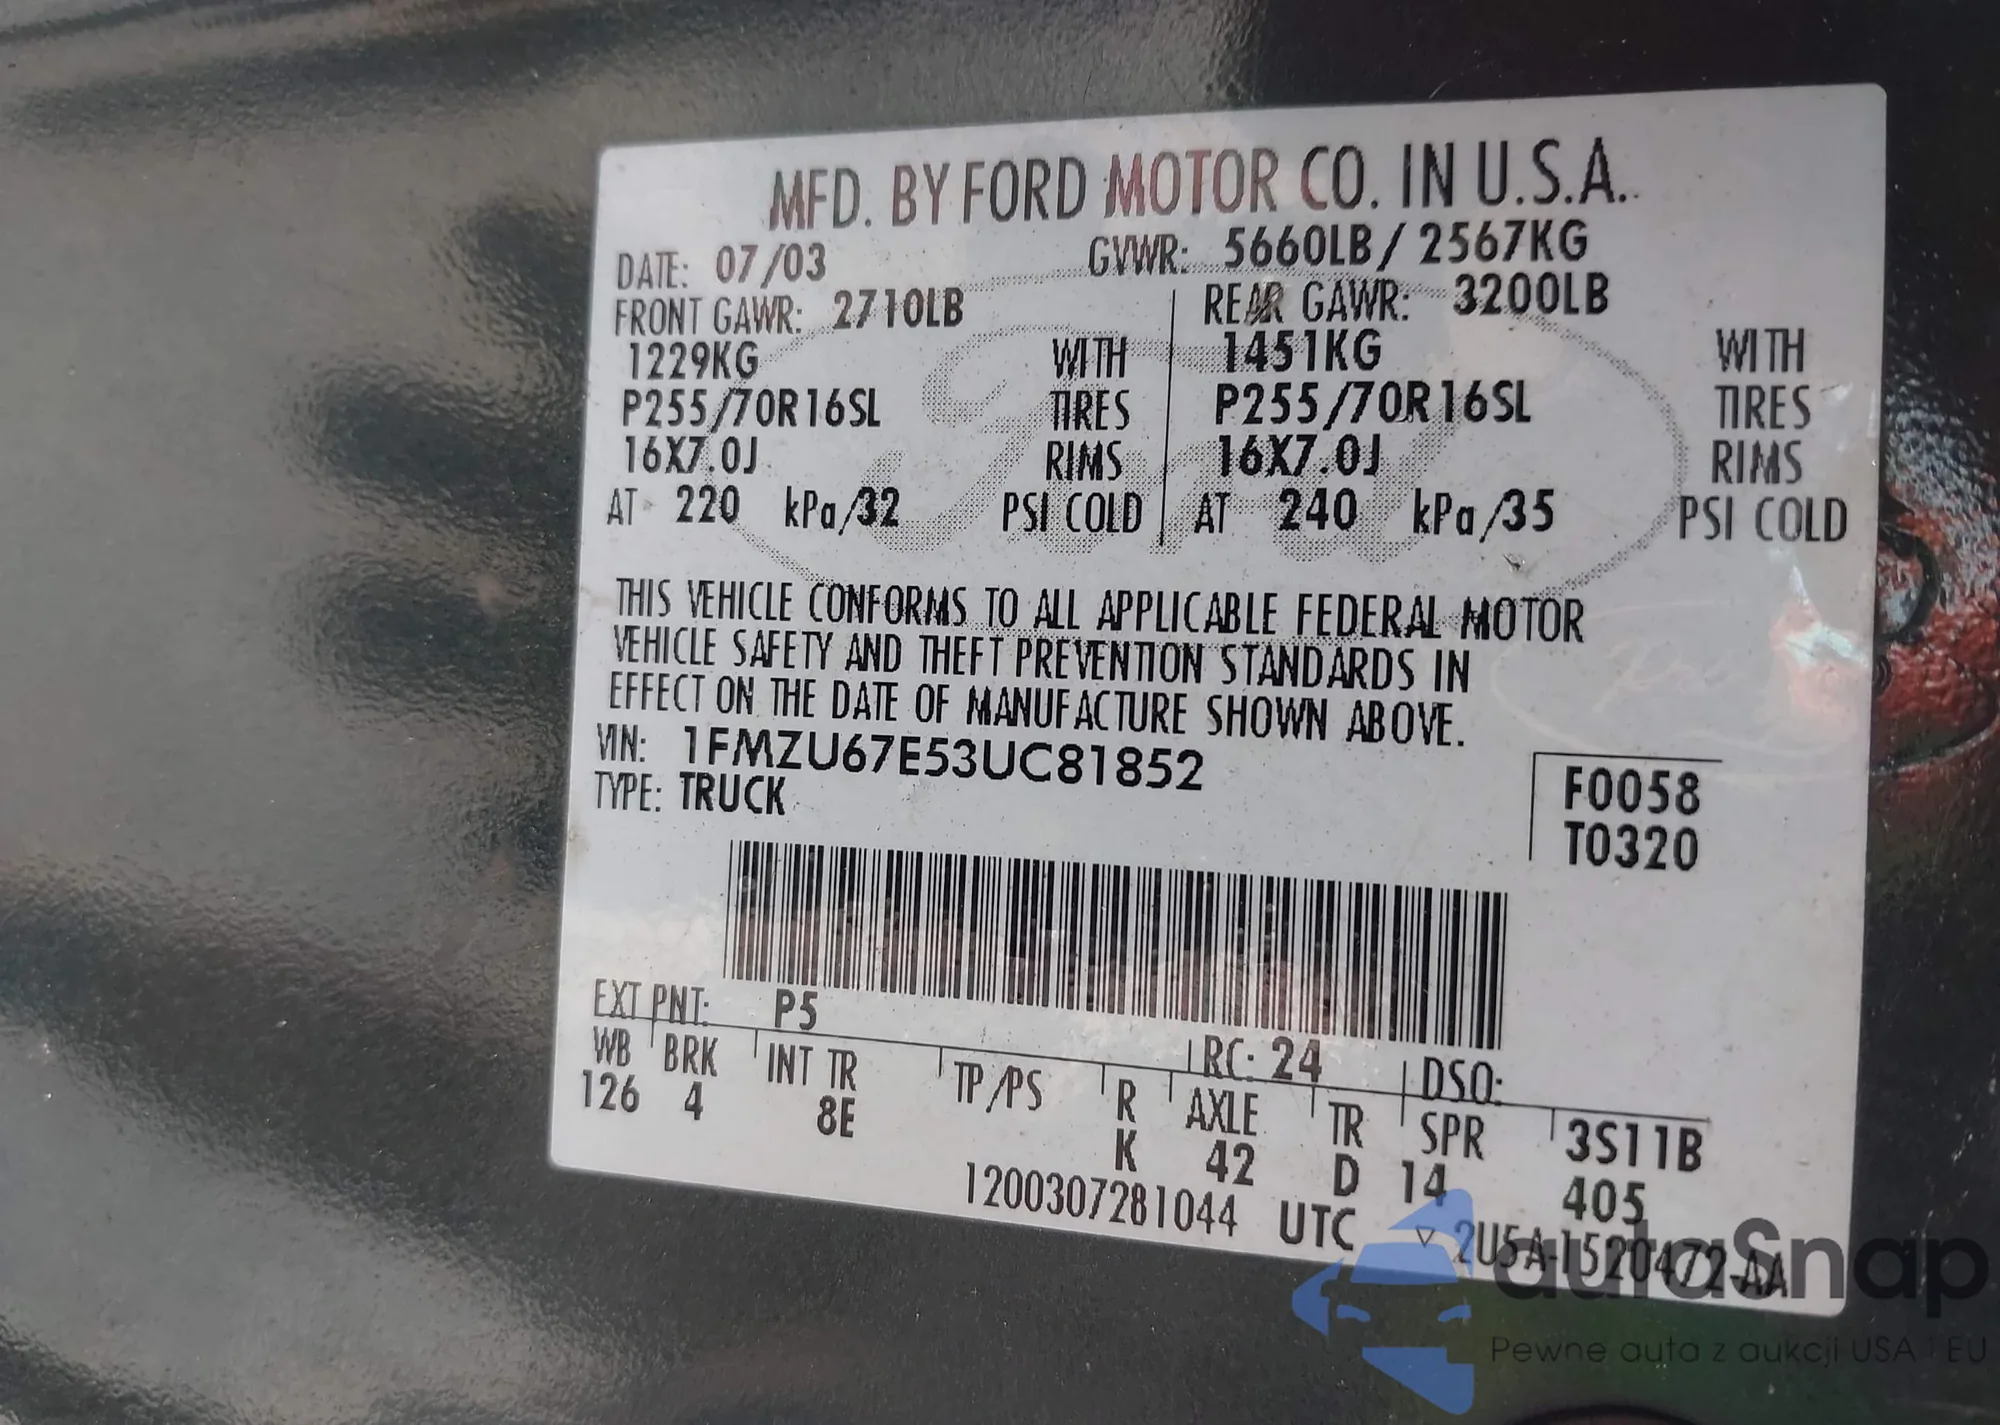 MFD. BY FORD MOTOR CO. IN U.S.A.
DATE: 07/03 GVWR: 5660LB / 2567KG
FRONT GAWR: 2710LB REAR GAWR: 3200LB
1229KG WITH 1451KG WITH
P255/70R16SL TIRES P255/70R16SL TIRES
16X7.0J RIMS 16X7.0J RIMS
AT 220 kPa/32 PSI COLD AT 240 kPa/35 PSI COLD
THIS VEHICLE CONFORMS TO ALL APPLICABLE FEDERAL MOTOR
VEHICLE SAFETY AND THEFT PREVENTION STANDARDS IN
EFFECT ON THE DATE OF MANUFACTURE SHOWN ABOVE.
VIN: 1FMZU67E53UC81852
TYPE: TRUCK
F0058
T0320
EXT PNT: P5 RC: 24 DSO:
WB BRK INT TR TP/PS R AXLE TR SPR 3S11B
126 4 8E K 42 D 14 405
1200307281044 UTC ▽ 2U5A-1520472-AA
autoSnap
Pewne auta z aukcji USA i EU